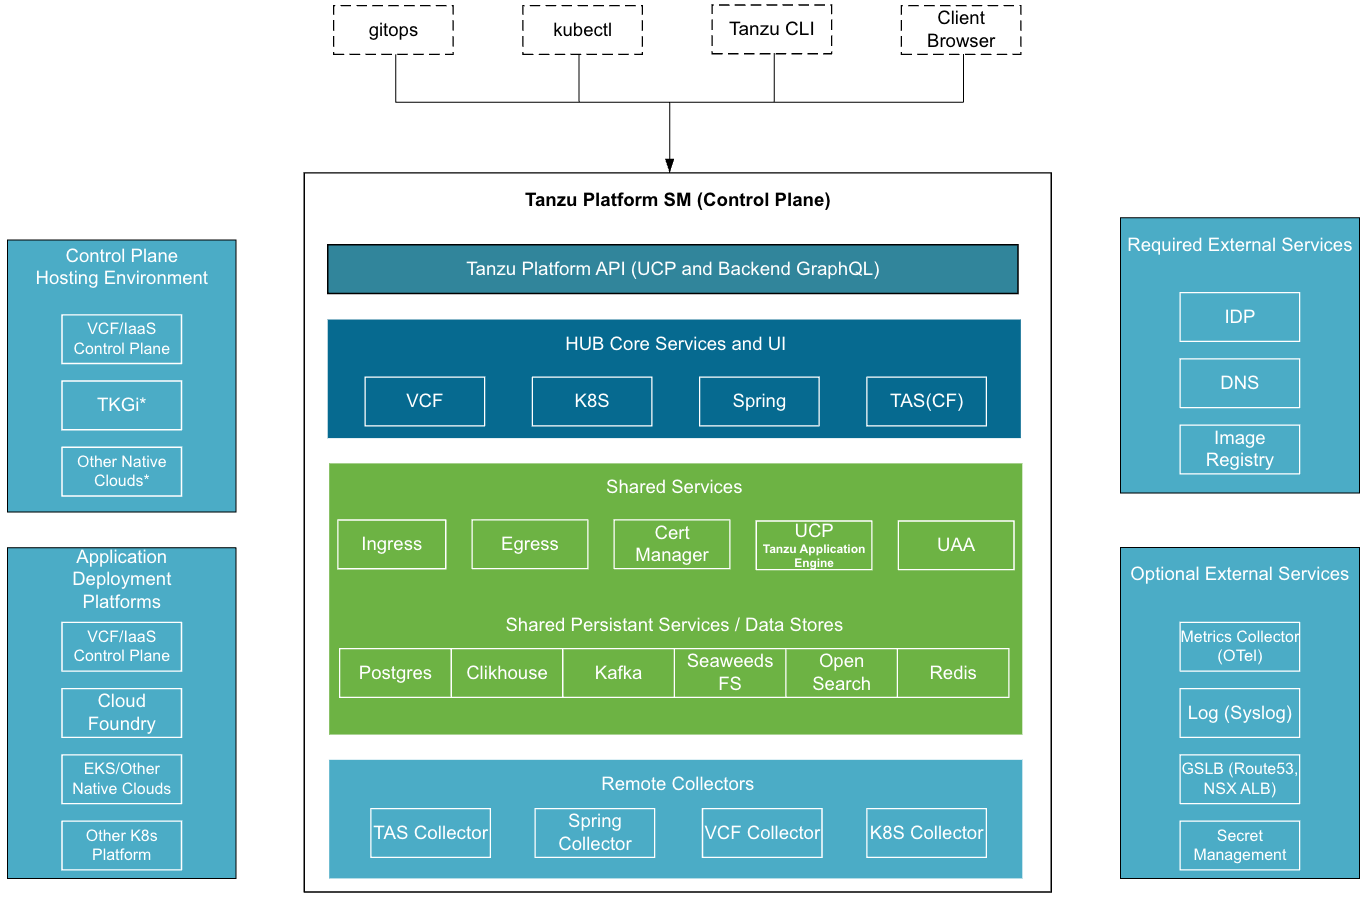 gitops
kubectl
Tanzu CLI
Client
Browser
Tanzu Platform SM (Control Plane)
Tanzu Platform API (UCP and Backend GraphQL)
HUB Core Services and UI
VCF
K8S
Spring
TAS(CF)
Shared Services
Ingress
Egress
Cert
Manager
UCP
Tanzu Application
Engine
UAA
Shared Persistant Services / Data Stores
Postgres
Clikhouse
Kafka
Seaweeds
FS
Open
Search
Redis
Remote Collectors
TAS Collector
Spring
Collector
VCF Collector
K8S Collector
Control Plane
Hosting Environment
VCF/IaaS
Control Plane
TKGi*
Other Native
Clouds*
Application
Deployment
Platforms
VCF/IaaS
Control Plane
Cloud
Foundry
EKS/Other
Native Clouds
Other K8s
Platform
Required External Services
IDP
DNS
Image
Registry
Optional External Services
Metrics Collector
(OTel)
Log (Syslog)
GSLB (Route53,
NSX ALB)
Secret
Management